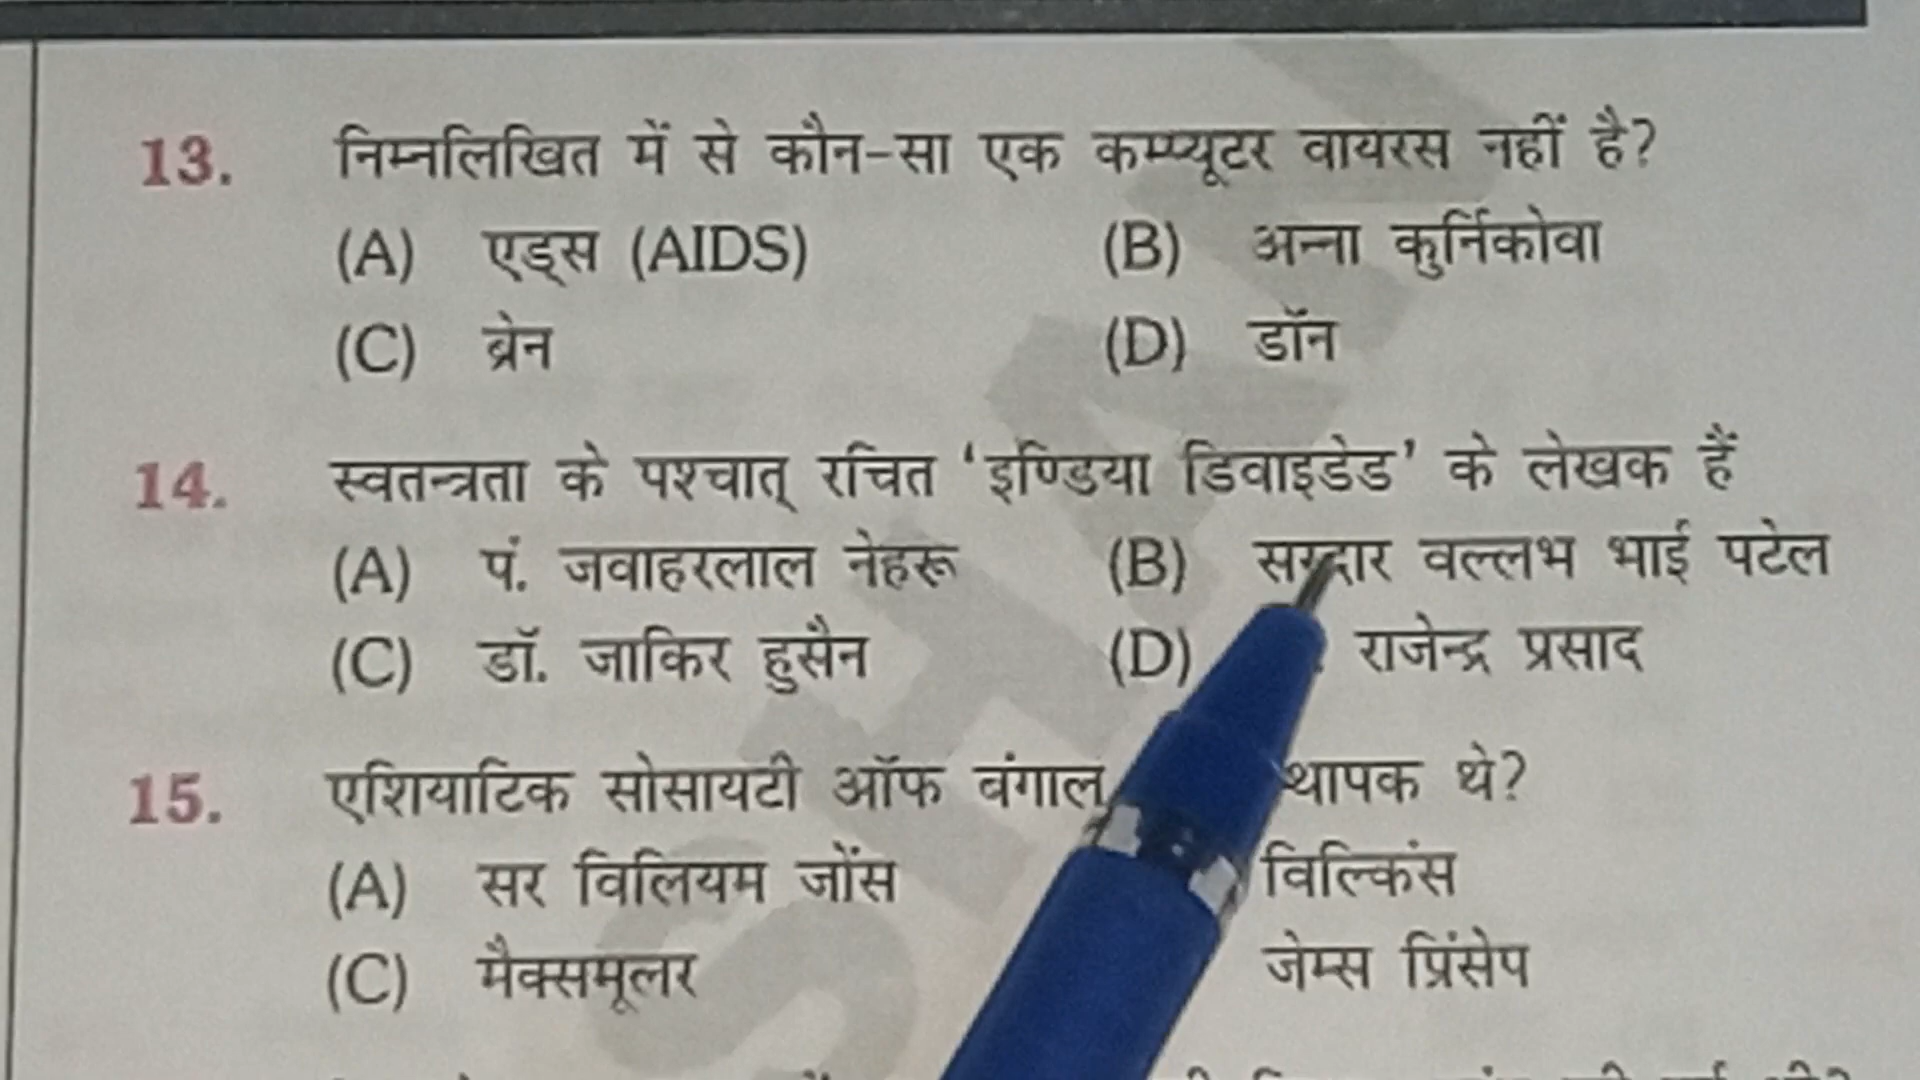 13. निम्नलिखित में से कौन-सा एक कम्प्यूटर वायरस नहीं है?
(A) एड्स (AIDS) (B) अन्ना कुर्निकोवा
(C) ब्रेन (D) डॉन
14. स्वतन्त्रता के पश्चात् रचित ‘इण्डिया डिवाइडेड’ के लेखक हैं
(A) पं. जवाहरलाल नेहरू (B) सरदार वल्लभ भाई पटेल
(C) डॉ. जाकिर हुसैन (D) राजेन्द्र प्रसाद
15. एशियाटिक सोसायटी ऑफ बंगाल थे?
(A) सर विलियम जोंस विल्किंस
(C) मैक्समूलर जेम्स प्रिंसेप